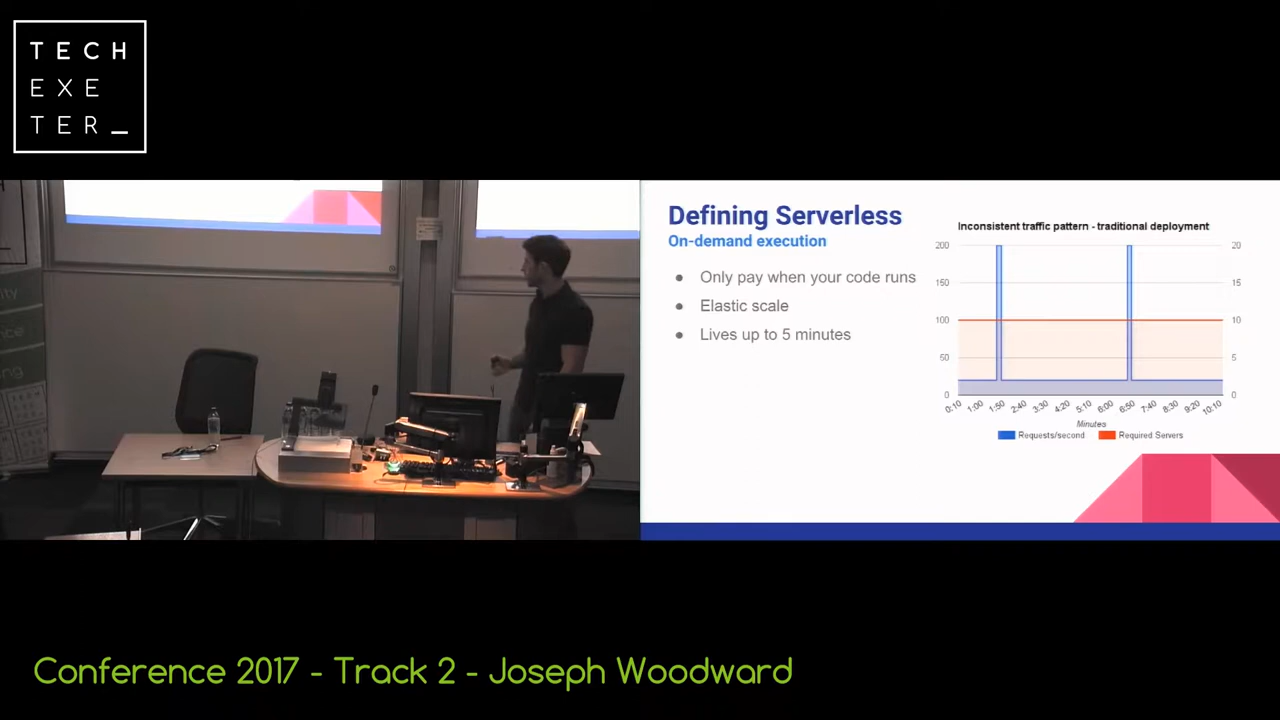 TECH
EXE
TER_
Defining Serverless
On-demand execution
● Only pay when your code runs
● Elastic scale
● Lives up to 5 minutes
Inconsistent traffic pattern - traditional deployment
200
150
100
50
0
20
15
10
5
0
0:10 1:00 1:50 2:40 3:30 4:20 5:10 6:00 6:50 7:40 8:30 9:20 10:10
Minutes
Requests/second
Required Servers
Conference 2017 - Track 2 - Joseph Woodward